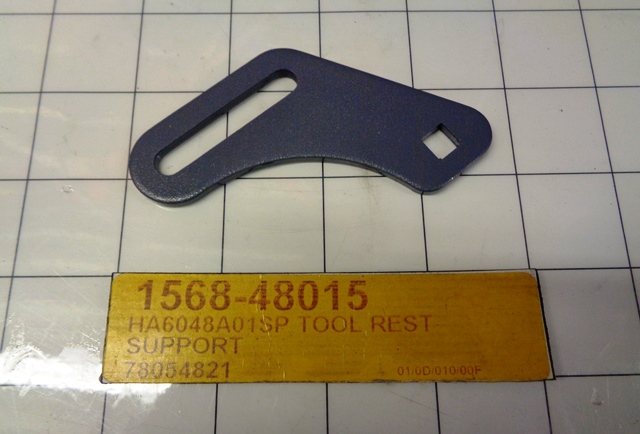 1568-48015
HA6048A01SP TOOL REST
SUPPORT
78054821
01/0D/010/00F